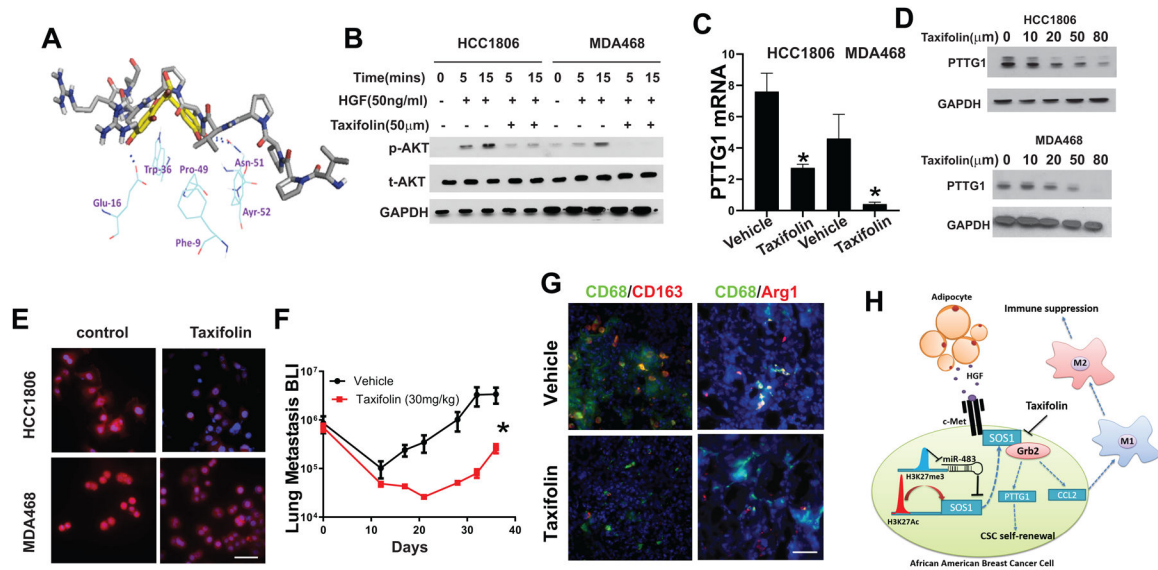 A
Trp-36
Asn-51
Pro-49
Glu-16
Ayr-52
Phe-9
B
HCC1806 MDA468
Time(mins) 0 5 15 5 15 0 5 15 5 15
HGF(50ng/ml) - + + + + - + + + +
Taxifolin(50μm) - - - + + - - - + +
p-AKT
t-AKT
GAPDH
C
HCC1806 MDA468
PTTG1 mRNA
10
8
6
4
2
0
*
*
Vehicle
Taxifolin
Vehicle
Taxifolin
D
HCC1806
Taxifolin(μm) 0 10 20 50 80
PTTG1
GAPDH
MDA468
Taxifolin(μm) 0 10 20 50 80
PTTG1
GAPDH
E
control Taxifolin
HCC1806
MDA468
F
Lung Metastasis BLI
10⁷
10⁶
10⁵
10⁴
Vehicle
Taxifolin (30mg/kg)
*
0 10 20 30 40
Days
G
CD68/CD163 CD68/Arg1
Vehicle
Taxifolin
H
Adipocyte
Immune suppression
M2
HGF
Taxifolin
c-Met
SOS1
M1
Grb2
miR-483
H3K27me3
PTTG1
CCL2
SOS1
H3K27Ac
CSC self-renewal
African American Breast Cancer Cell